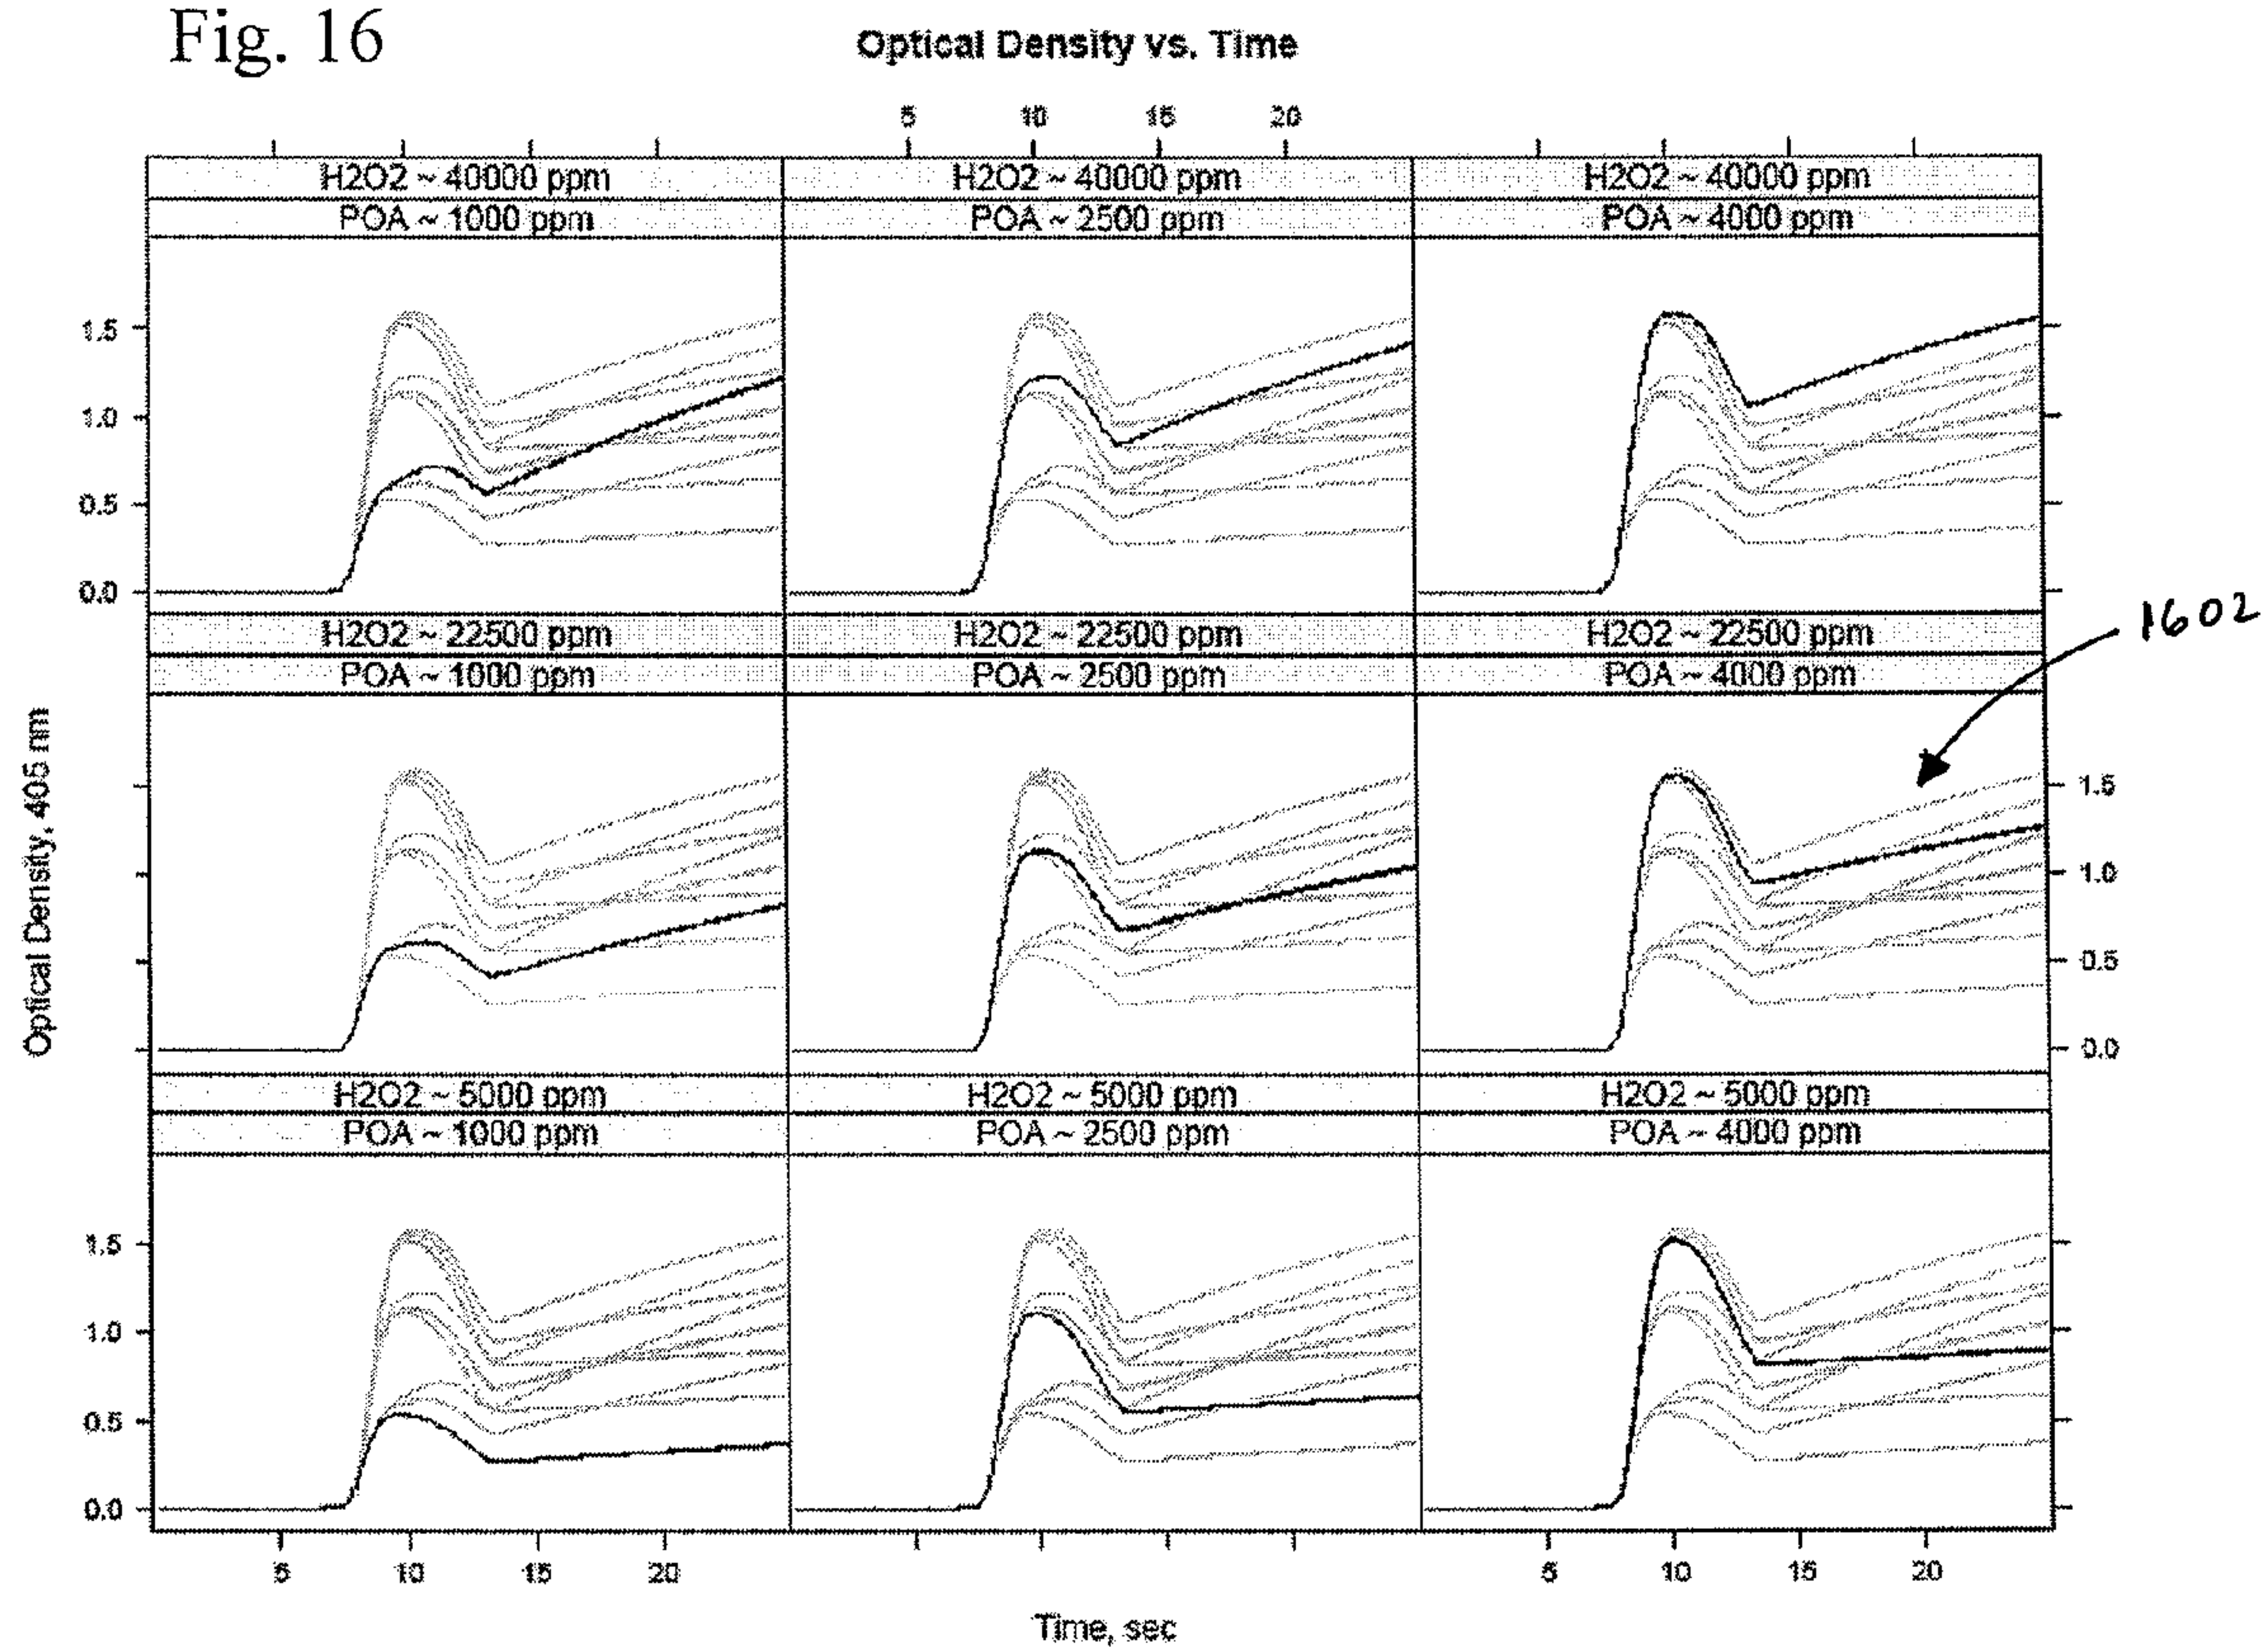 Fig. 16
Optical Density vs. Time
5 10 15 20
H2O2 ~ 40000 ppm H2O2 ~ 40000 ppm H2O2 ~ 40000 ppm
POA ~ 1000 ppm POA ~ 2500 ppm POA ~ 4000 ppm
1.5
1.0
0.5
0.0
1602
H2O2 ~ 22500 ppm H2O2 ~ 22500 ppm H2O2 ~ 22500 ppm
POA ~ 1000 ppm POA ~ 2500 ppm POA ~ 4000 ppm
Optical Density, 405 nm
1.5
1.0
0.5
0.0
H2O2 ~ 5000 ppm H2O2 ~ 5000 ppm H2O2 ~ 5000 ppm
POA ~ 1000 ppm POA ~ 2500 ppm POA ~ 4000 ppm
1.5
1.0
0.5
0.0
5 10 15 20 5 10 15 20
Time, sec